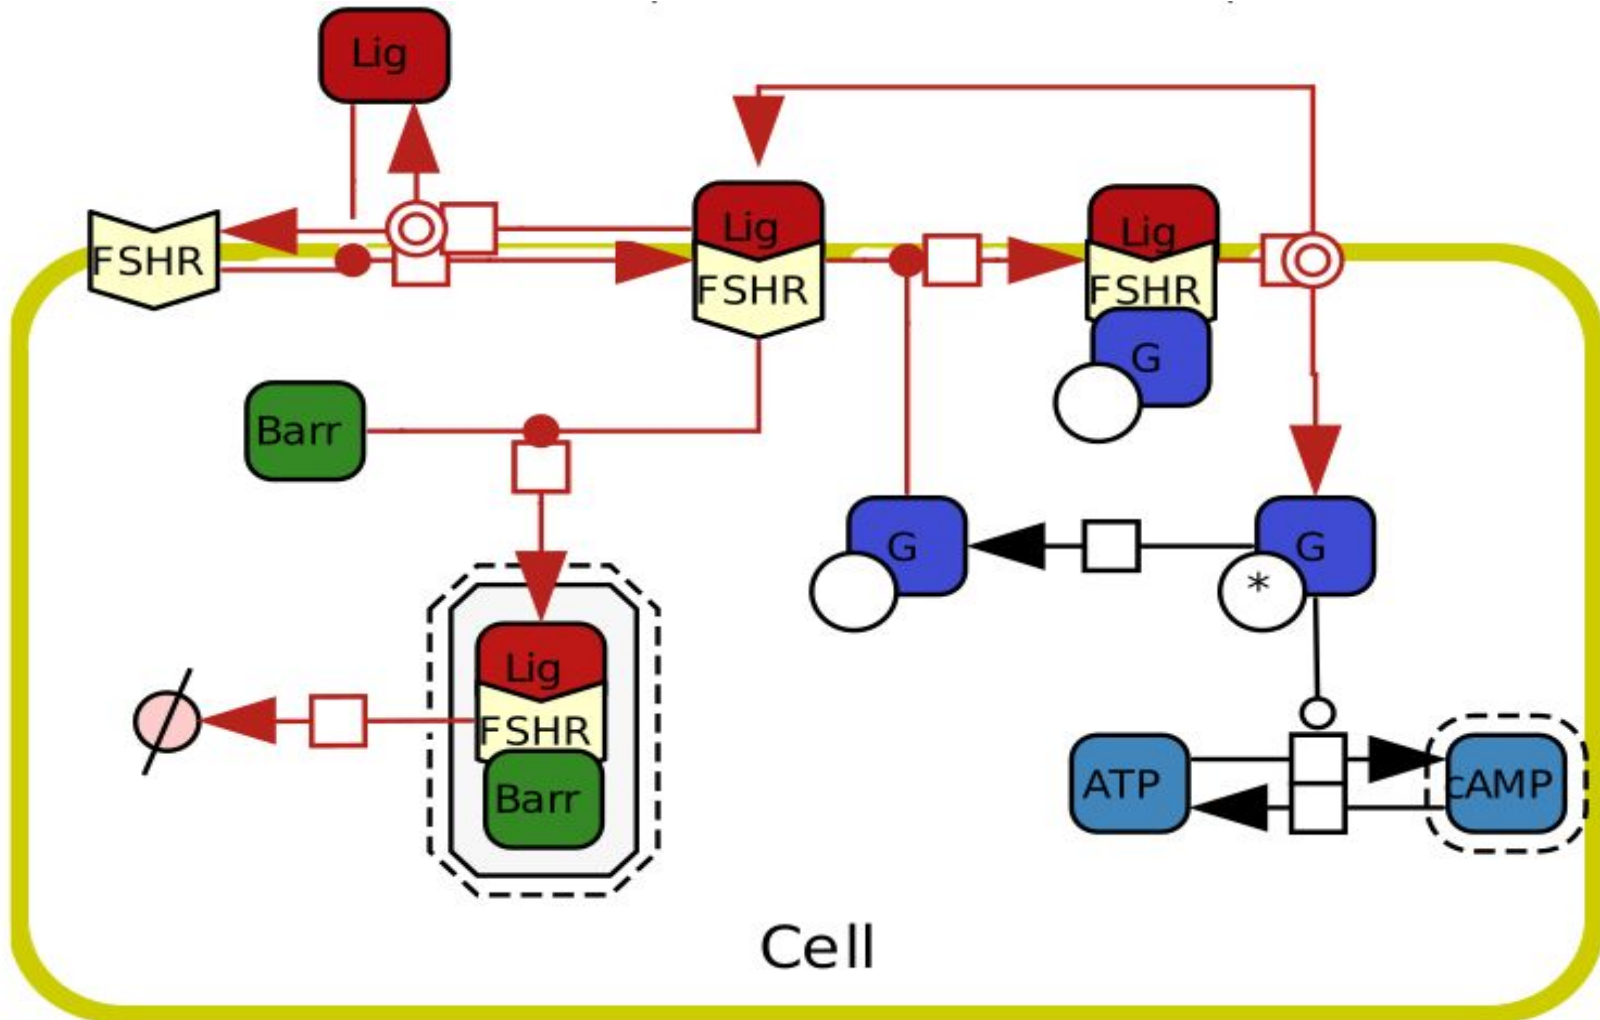 Lig
FSHR
Lig
FSHR
Lig
FSHR
G
Barr
G
G
*
Lig
FSHR
Barr
ATP
cAMP
Cell